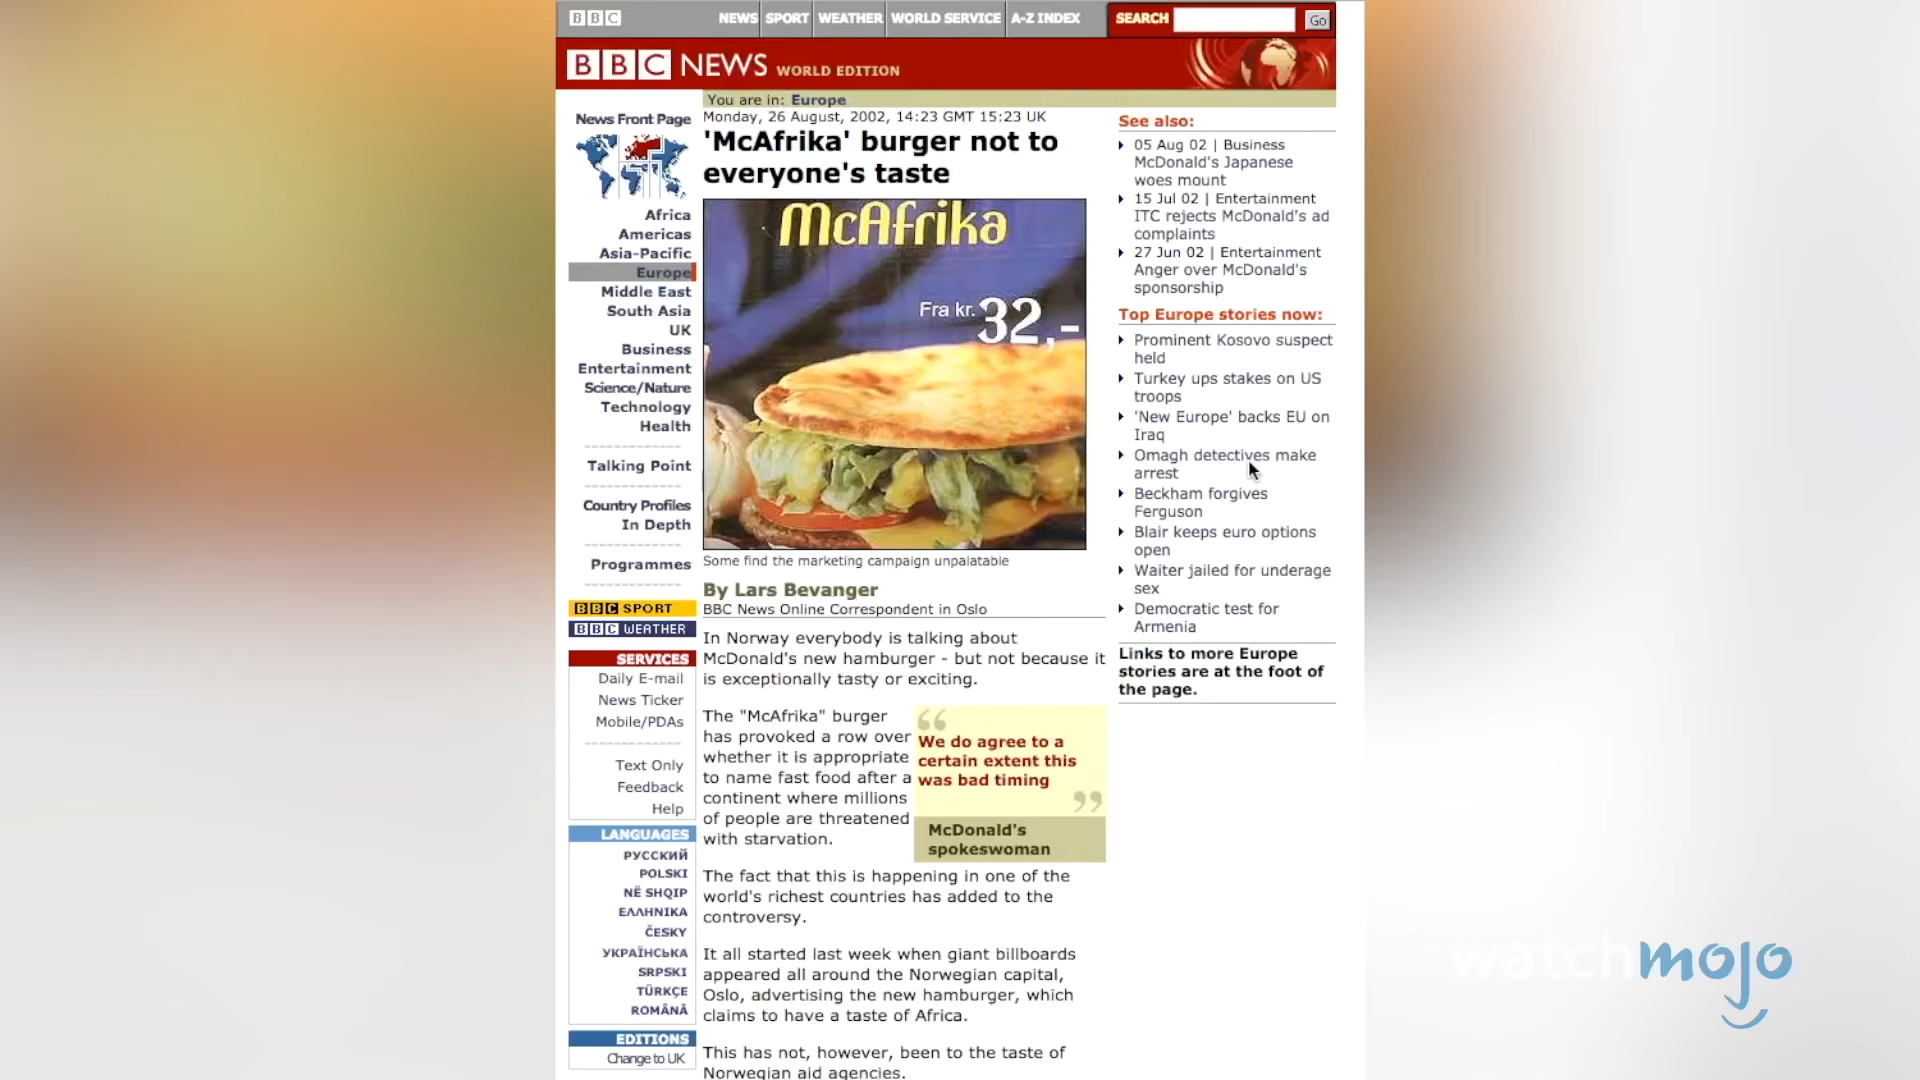 BBC
NEWS SPORT WEATHER WORLD SERVICE A-Z INDEX
SEARCH Go
BBC NEWS WORLD EDITION
You are in: Europe
News Front Page
Africa
Americas
Asia-Pacific
Europe
Middle East
South Asia
UK
Business
Entertainment
Science/Nature
Technology
Health
Talking Point
Country Profiles
In Depth
Programmes
BBC SPORT
BBC WEATHER
SERVICES
Daily E-mail
News Ticker
Mobile/PDAs
Text Only
Feedback
Help
LANGUAGES
РУССКИЙ
POLSKI
NË SHQIP
ΕΛΛΗΝΙΚΑ
ČESKY
УКРАЇНСЬКА
SRPSKI
TÜRKÇE
ROMÂNĂ
EDITIONS
Change to UK
Monday, 26 August, 2002, 14:23 GMT 15:23 UK
'McAfrika' burger not to
everyone's taste
McAfrika
Fra kr. 32,-
Some find the marketing campaign unpalatable
By Lars Bevanger
BBC News Online Correspondent in Oslo
In Norway everybody is talking about
McDonald's new hamburger - but not because it
is exceptionally tasty or exciting.
The "McAfrika" burger
has provoked a row over
whether it is appropriate
to name fast food after a
continent where millions
of people are threatened
with starvation.
“
We do agree to a
certain extent this
was bad timing
”
McDonald's
spokeswoman
The fact that this is happening in one of the
world's richest countries has added to the
controversy.
It all started last week when giant billboards
appeared all around the Norwegian capital,
Oslo, advertising the new hamburger, which
claims to have a taste of Africa.
This has not, however, been to the taste of
Norwegian aid agencies.
See also:
05 Aug 02 | Business
McDonald's Japanese
woes mount
15 Jul 02 | Entertainment
ITC rejects McDonald's ad
complaints
27 Jun 02 | Entertainment
Anger over McDonald's
sponsorship
Top Europe stories now:
Prominent Kosovo suspect
held
Turkey ups stakes on US
troops
'New Europe' backs EU on
Iraq
Omagh detectives make
arrest
Beckham forgives
Ferguson
Blair keeps euro options
open
Waiter jailed for underage
sex
Democratic test for
Armenia
Links to more Europe
stories are at the foot of
the page.
watchmojo